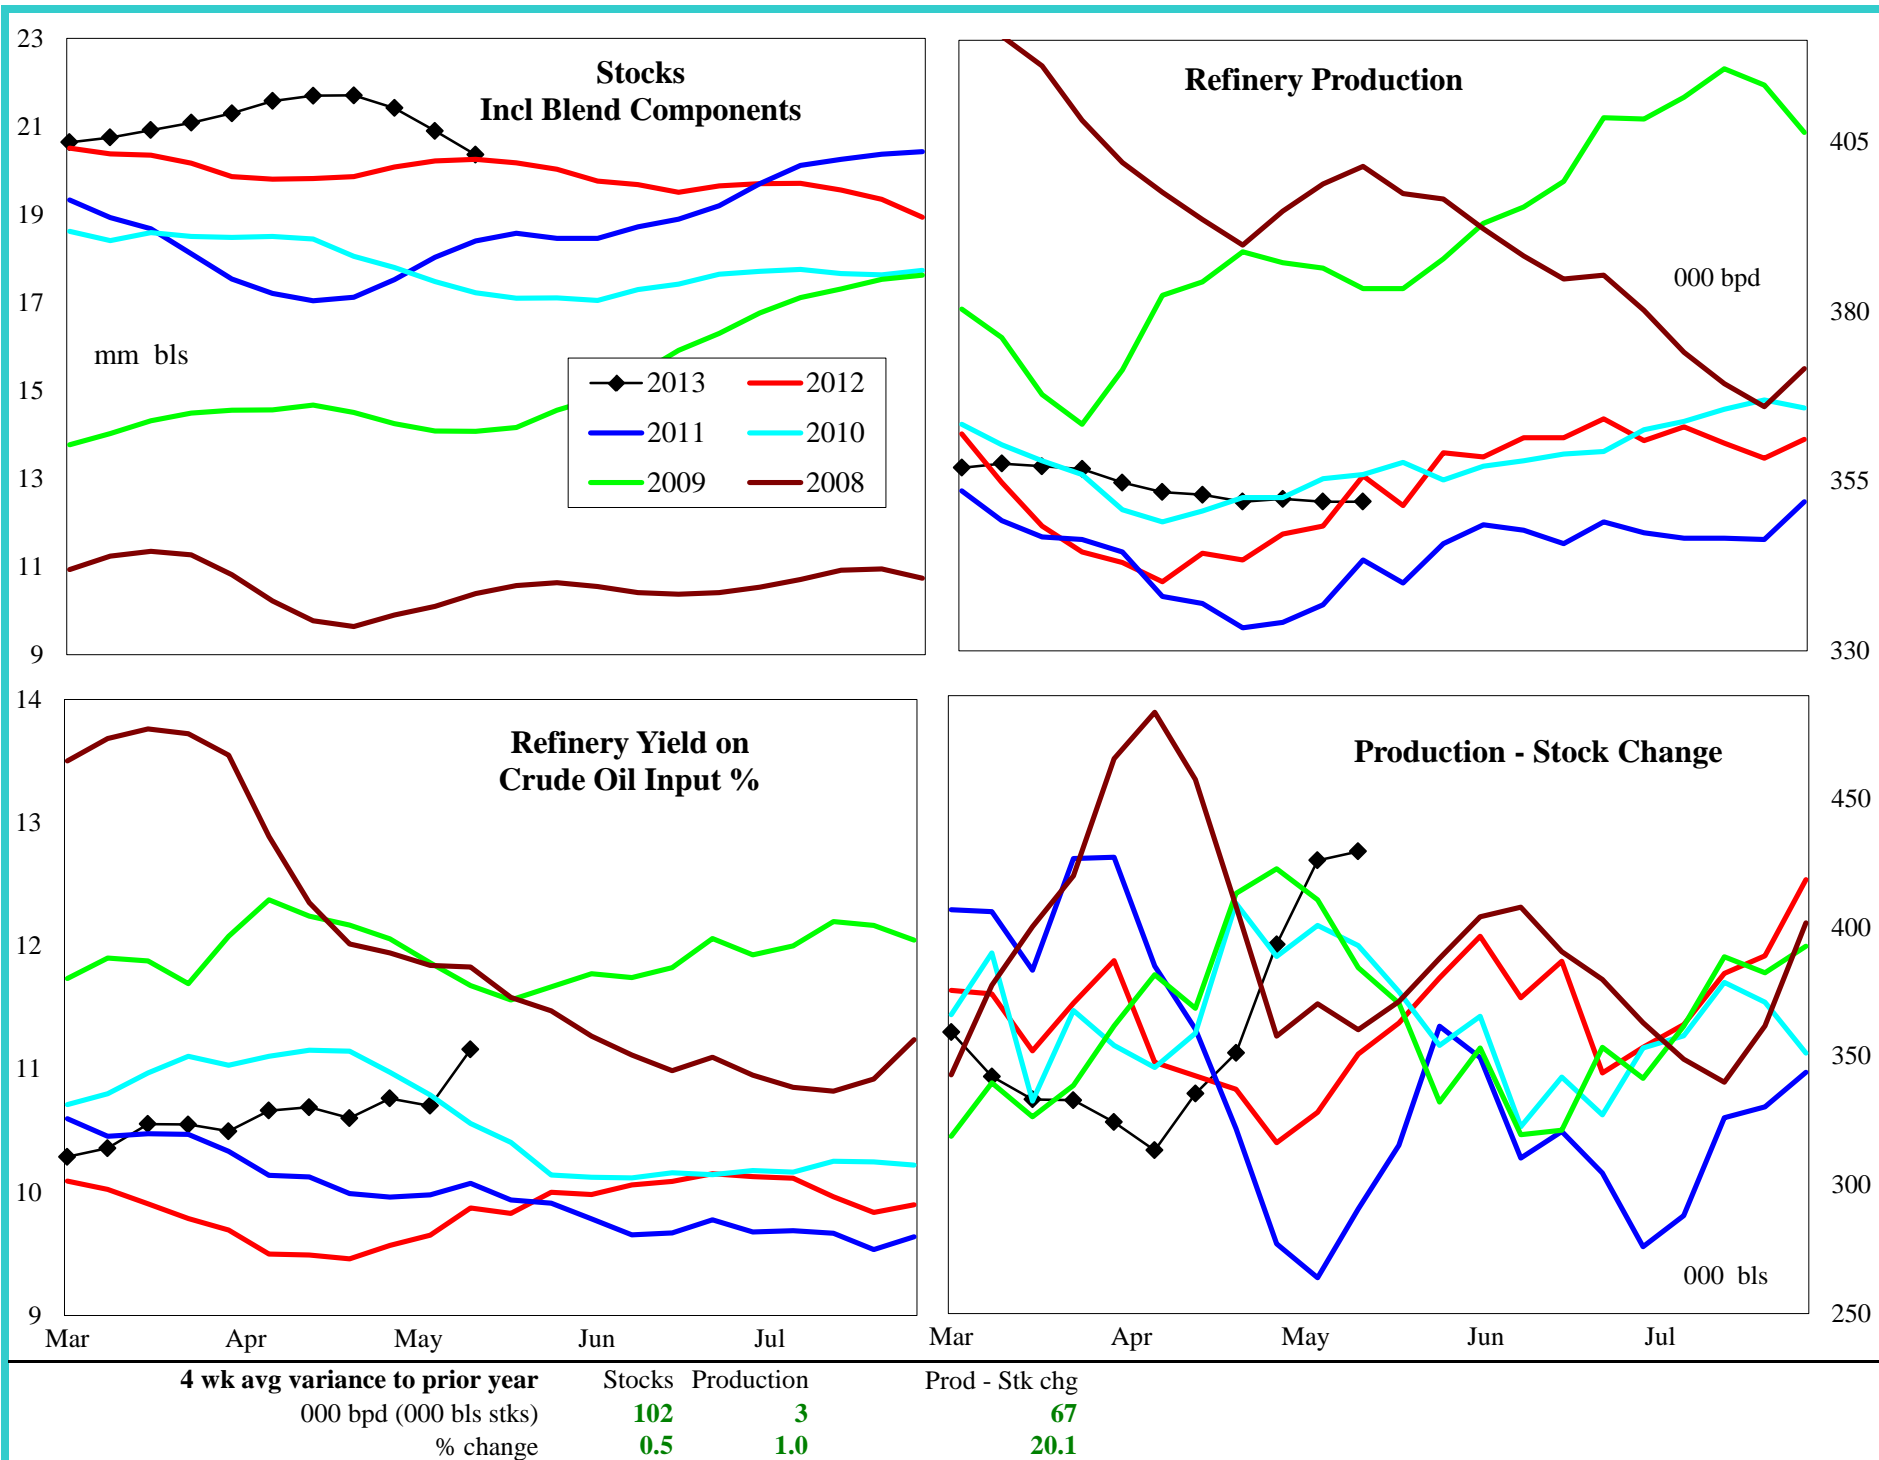 23
21
19
17
15
13
11
9
Stocks
Incl Blend Components
mm bls
2013 2012
2011 2010
2009 2008
Refinery Production
000 bpd
405
380
355
330
14
13
12
11
10
9
Refinery Yield on
Crude Oil Input %
Mar Apr May Jun Jul
Production - Stock Change
000 bls
450
400
350
300
250
Mar Apr May Jun Jul
4 wk avg variance to prior year Stocks Production Prod - Stk chg
000 bpd (000 bls stks) 102 3 67
% change 0.5 1.0 20.1